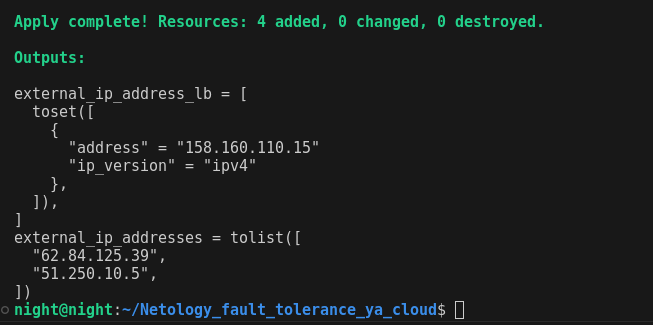 Apply complete! Resources: 4 added, 0 changed, 0 destroyed.
Outputs:
external_ip_address_lb = [
  toset([
    {
      "address" = "158.160.110.15"
      "ip_version" = "ipv4"
    },
  ]),
]
external_ip_addresses = tolist([
  "62.84.125.39",
  "51.250.10.5",
])
night@night:~/Netology_fault_tolerance_ya_cloud$